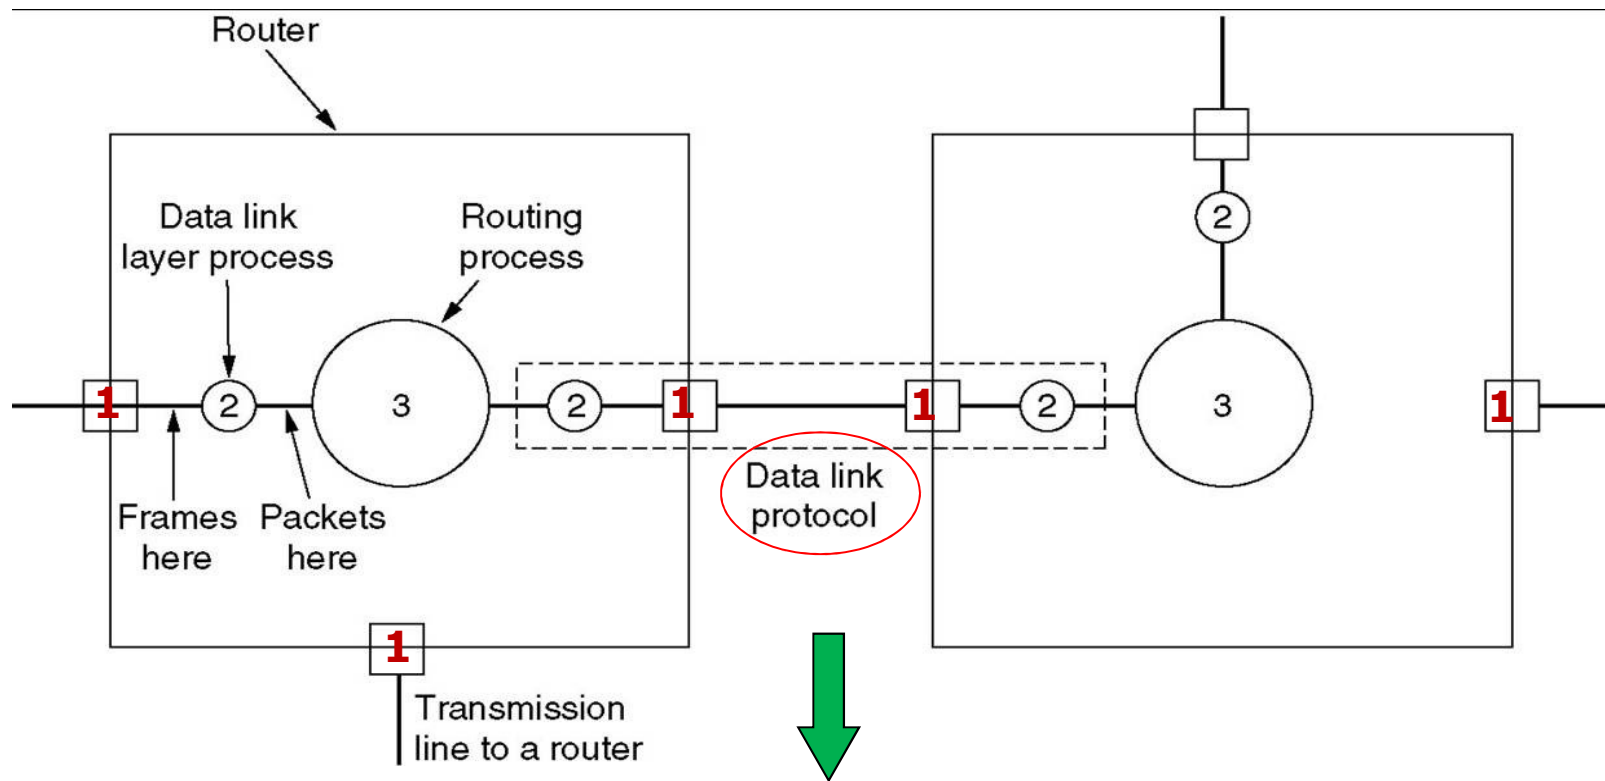 Router
Data link
layer process
Routing
process
2
1
2
3
2
1
1
2
3
1
Data link
protocol
Frames
here
Packets
here
1
Transmission
line to a router